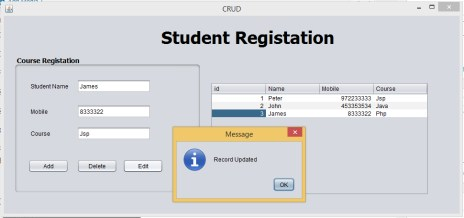 CRUD
Student Registation
Course Registation
Student Name James
Mobile 8333322
Course Jsp
Add Delete Edit
id Name Mobile Course
1 Peter 972233333 Jsp
2 John 453353534 Java
3 James 8333322 Php
Message
Record Updated
OK